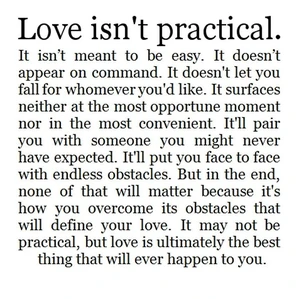 Love isn't practical.
It isn’t meant to be easy. It doesn’t
appear on command. It doesn't let you
fall for whomever you'd like. It surfaces
neither at the most opportune moment
nor in the most convenient. It'll pair
you with someone you might never
have expected. It'll put you face to face
with endless obstacles. But in the end,
none of that will matter because it's
how you overcome its obstacles that
will define your love. It may not be
practical, but love is ultimately the best
thing that will ever happen to you.